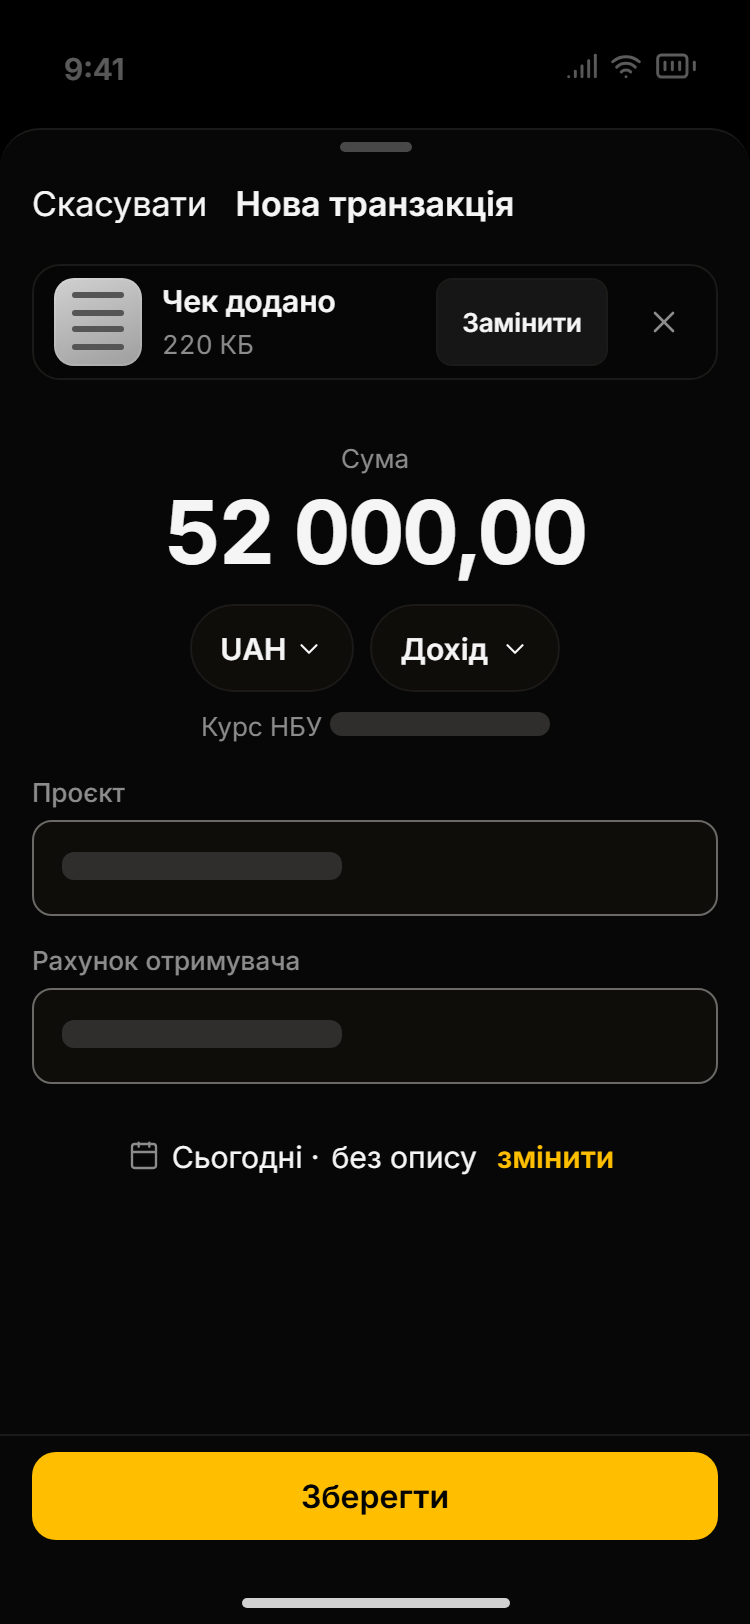 9:41
Скасувати Нова транзакція
Чек додано
220 КБ
Замінити
Сума
52 000,00
UAH
Дохід
Курс НБУ
Проєкт
Рахунок отримувача
Сьогодні · без опису змінити
Зберегти